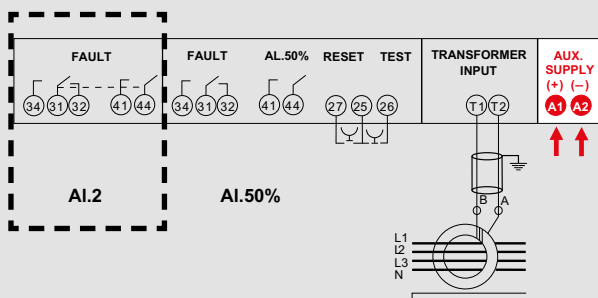 FAULT FAULT AL.50% RESET TEST TRANSFORMER INPUT AUX. SUPPLY
(+) (−)
34 31 32 41 44 34 31 32 41 44 27 25 26 T1 T2 A1 A2
Al.2 Al.50%
B A
L1
L2
L3
N